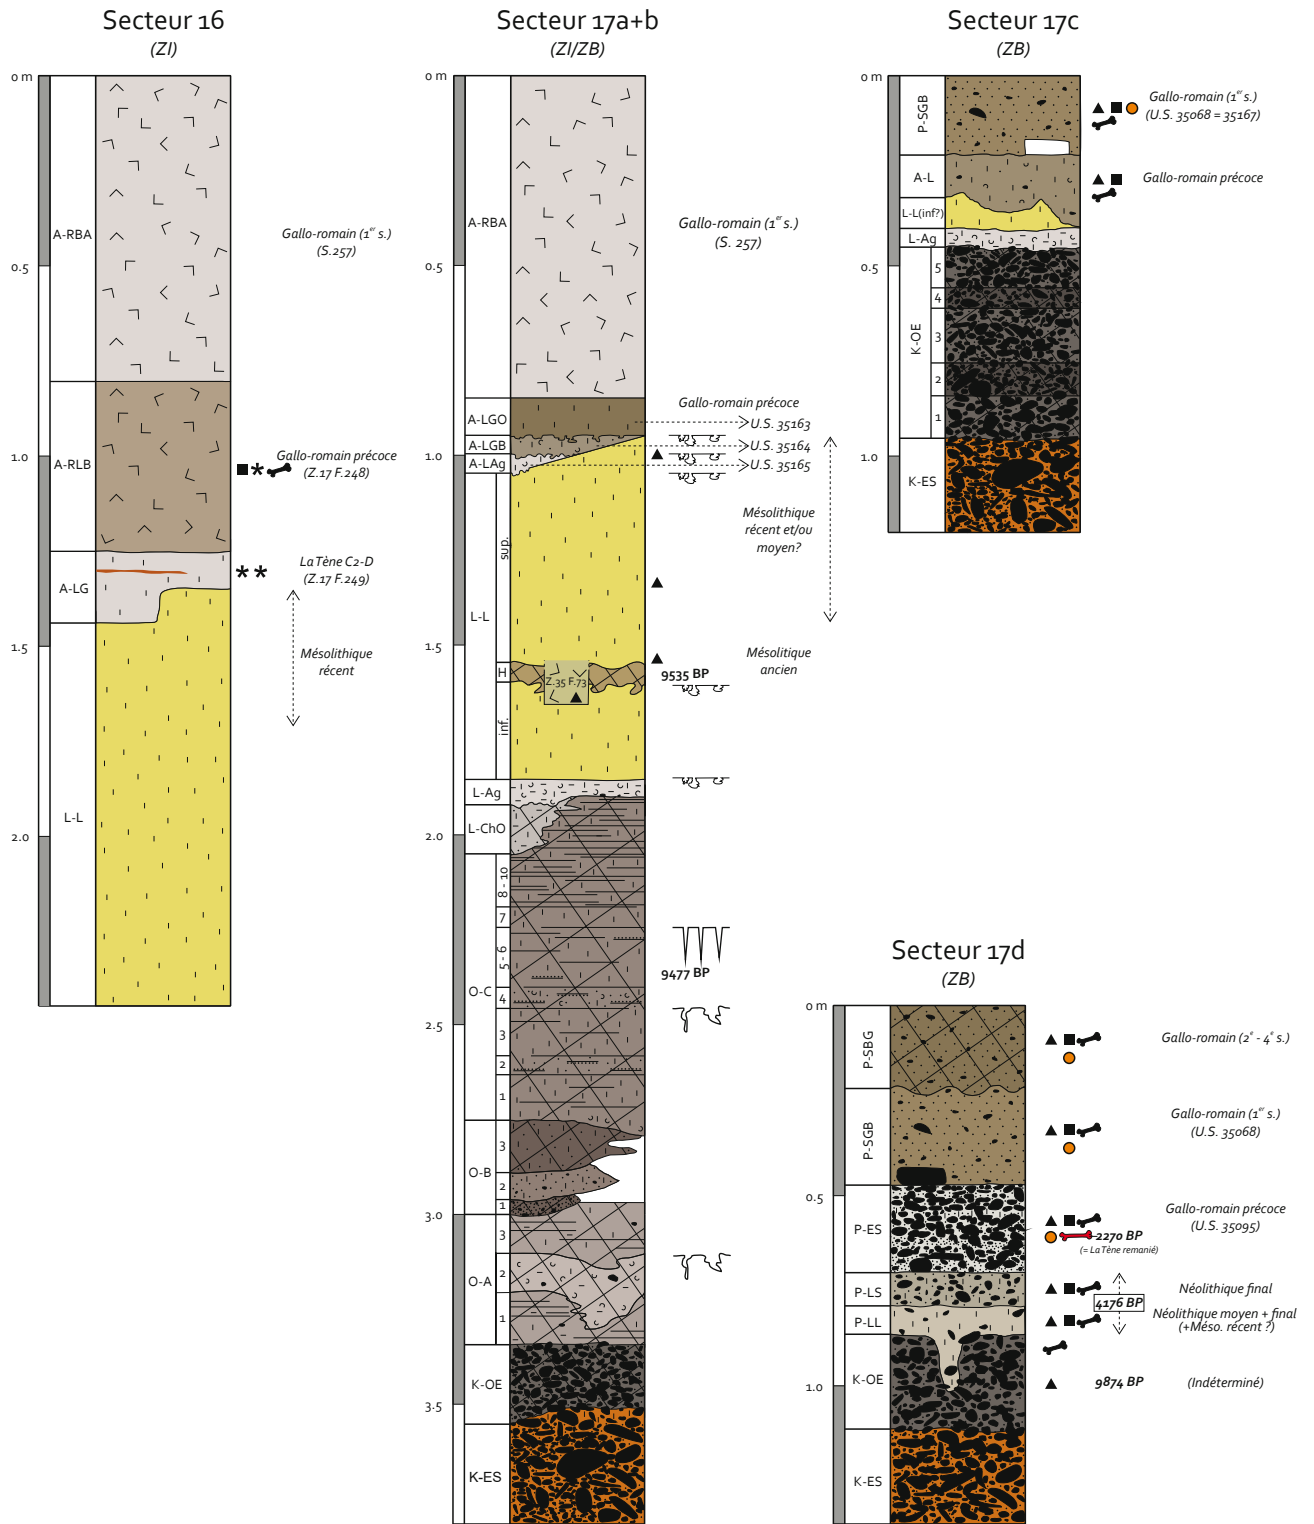 Secteur 16
(ZI)
0 m
0.5
1.0
1.5
2.0
A-RBA
A-RLB
A-LG
L-L
Gallo-romain (1er s.)
(S.257)
Gallo-romain précoce
(Z.17 F.248)
La Tène C2-D
(Z.17 F.249)
Mésolithique
récent
Secteur 17a+b
(ZI/ZB)
0 m
0.5
1.0
1.5
2.0
2.5
3.0
3.5
A-RBA
A-LGO
A-LGB
A-LAg
L-L
sup.
H
inf.
L-Ag
L-ChO
O-C
8 - 10
7
5 - 6
4
3
2
1
O-B
3
2
1
O-A
3
2
1
K-OE
K-ES
Z.35 F.73
Gallo-romain (1er s.)
(S. 257)
Gallo-romain précoce
U.S. 35163
U.S. 35164
U.S. 35165
Mésolithique
récent et/ou
moyen?
Mésolitique
ancien
9535 BP
9477 BP
Secteur 17c
(ZB)
0 m
0.5
1.0
P-SGB
A-L
L-L(inf?)
L-Ag
K-OE
5
4
3
2
1
K-ES
Gallo-romain (1er s.)
(U.S. 35068 = 35167)
Gallo-romain précoce
Secteur 17d
(ZB)
0 m
0.5
1.0
P-SBG
P-SGB
P-ES
P-LS
P-LL
K-OE
K-ES
Gallo-romain (2e - 4e s.)
Gallo-romain (1er s.)
(U.S. 35068)
Gallo-romain précoce
(U.S. 35095)
2270 BP
(= La Tène remanié)
Néolithique final
4176 BP
Néolithique moyen + final
(+Méso. récent ?)
9874 BP
(Indéterminé)